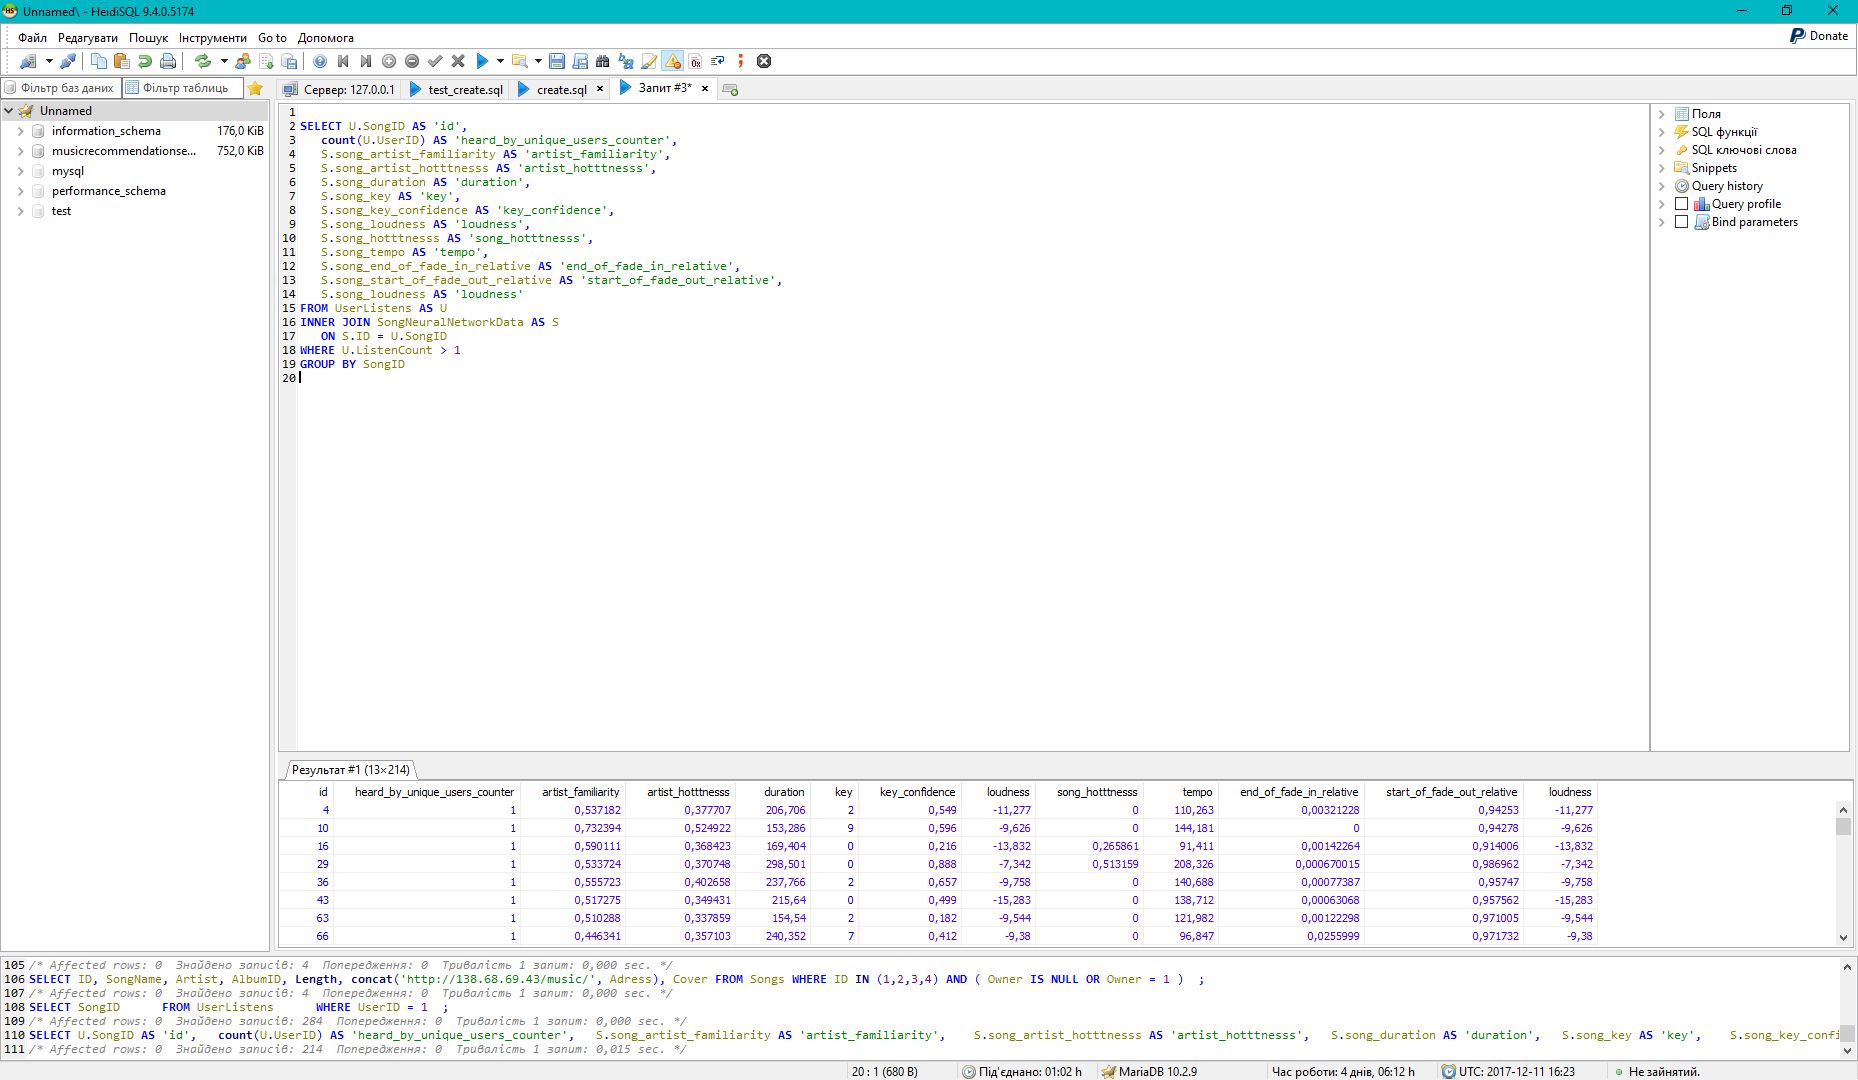 Unnamed\ - HeidiSQL 9.4.0.5174
Файл Редагувати Пошук Інструменти Go to Допомога
Donate
Фільтр баз даних Фільтр таблиць
Сервер: 127.0.0.1 test_create.sql create.sql Запит #3*
Unnamed
information_schema 176,0 KiB
musicrecommendationse... 752,0 KiB
mysql
performance_schema
test
1
2 SELECT U.SongID AS 'id',
3 count(U.UserID) AS 'heard_by_unique_users_counter',
4 S.song_artist_familiarity AS 'artist_familiarity',
5 S.song_artist_hotttnesss AS 'artist_hotttnesss',
6 S.song_duration AS 'duration',
7 S.song_key AS 'key',
8 S.song_key_confidence AS 'key_confidence',
9 S.song_loudness AS 'loudness',
10 S.song_hotttnesss AS 'song_hotttnesss',
11 S.song_tempo AS 'tempo',
12 S.song_end_of_fade_in_relative AS 'end_of_fade_in_relative',
13 S.song_start_of_fade_out_relative AS 'start_of_fade_out_relative',
14 S.song_loudness AS 'loudness'
15 FROM UserListens AS U
16 INNER JOIN SongNeuralNetworkData AS S
17 ON S.ID = U.SongID
18 WHERE U.ListenCount > 1
19 GROUP BY SongID
20
Поля
SQL функції
SQL ключові слова
Snippets
Query history
Query profile
Bind parameters
Результат #1 (13×214)
id heard_by_unique_users_counter artist_familiarity artist_hotttnesss duration key key_confidence loudness song_hotttnesss tempo end_of_fade_in_relative start_of_fade_out_relative loudness
4 1 0,537182 0,377707 206,706 2 0,549 -11,277 0 110,263 0,00321228 0,94253 -11,277
10 1 0,732394 0,524922 153,286 9 0,596 -9,626 0 144,181 0 0,94278 -9,626
16 1 0,590111 0,368423 169,404 0 0,216 -13,832 0,265861 91,411 0,00142264 0,914006 -13,832
29 1 0,533724 0,370748 298,501 0 0,888 -7,342 0,513159 208,326 0,000670015 0,986962 -7,342
36 1 0,555723 0,402658 237,766 2 0,657 -9,758 0 140,688 0,00077387 0,95747 -9,758
43 1 0,517275 0,349431 215,64 0 0,499 -15,283 0 138,712 0,00063068 0,957562 -15,283
63 1 0,510288 0,337859 154,54 2 0,182 -9,544 0 121,982 0,00122298 0,971005 -9,544
66 1 0,446341 0,357103 240,352 7 0,412 -9,38 0 96,847 0,0255999 0,971732 -9,38
105 /* Affected rows: 0 Знайдено записів: 4 Попередження: 0 Тривалість 1 запит: 0,000 sec. */
106 SELECT ID, SongName, Artist, AlbumID, Length, concat('http://138.68.69.43/music/', Adress), Cover FROM Songs WHERE ID IN (1,2,3,4) AND ( Owner IS NULL OR Owner = 1 ) ;
107 /* Affected rows: 0 Знайдено записів: 4 Попередження: 0 Тривалість 1 запит: 0,000 sec. */
108 SELECT SongID FROM UserListens WHERE UserID = 1 ;
109 /* Affected rows: 0 Знайдено записів: 284 Попередження: 0 Тривалість 1 запит: 0,000 sec. */
110 SELECT U.SongID AS 'id', count(U.UserID) AS 'heard_by_unique_users_counter', S.song_artist_familiarity AS 'artist_familiarity', S.song_artist_hotttnesss AS 'artist_hotttnesss', S.song_duration AS 'duration', S.song_key AS 'key', S.song_key_confi
111 /* Affected rows: 0 Знайдено записів: 214 Попередження: 0 Тривалість 1 запит: 0,015 sec. */
20 : 1 (680 B) Під'єднано: 01:02 h MariaDB 10.2.9 Час роботи: 4 днів, 06:12 h UTC: 2017-12-11 16:23 Не зайнятий.